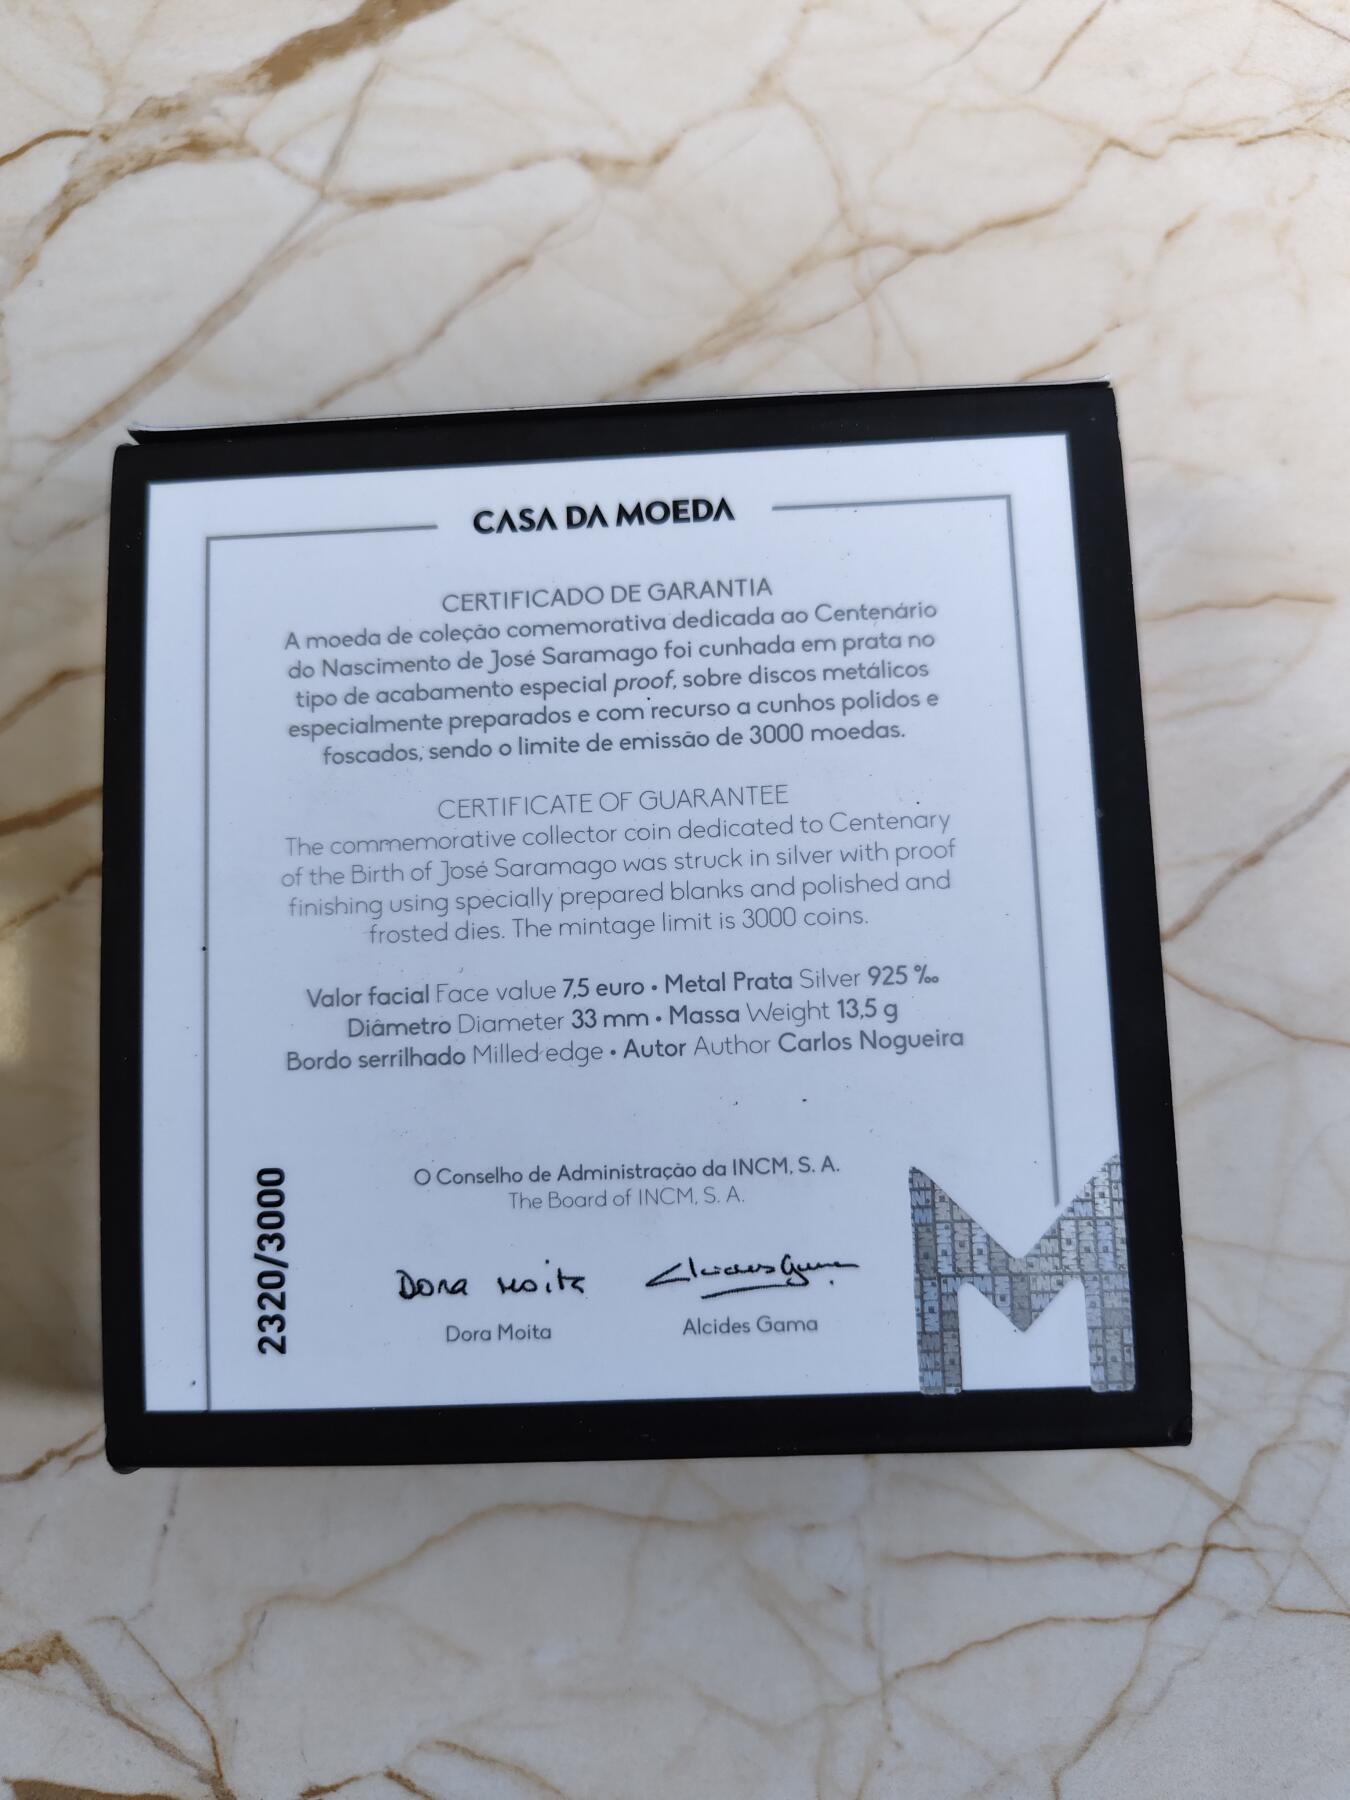 CASA DA MOEDA
CERTIFICADO DE GARANTIA
A moeda de coleção comemorativa dedicada ao Centenário
do Nascimento de José Saramago foi cunhada em prata no
tipo de acabamento especial proof, sobre discos metálicos
especialmente preparados e com recurso a cunhos polidos e
foscados, sendo o limite de emissão de 3000 moedas.
CERTIFICATE OF GUARANTEE
The commemorative collector coin dedicated to Centenary
of the Birth of José Saramago was struck in silver with proof
finishing using specially prepared blanks and polished and
frosted dies. The mintage limit is 3000 coins.
Valor facial Face value 7,5 euro • Metal Prata Silver 925 ‰
Diâmetro Diameter 33 mm • Massa Weight 13,5 g
Bordo serrilhado Milled edge • Autor Author Carlos Nogueira
2320/3000
O Conselho de Administração da INCM, S. A.
The Board of INCM, S. A.
Dora Moita
Alcides Gama
Dora Moita
Alcides Gama